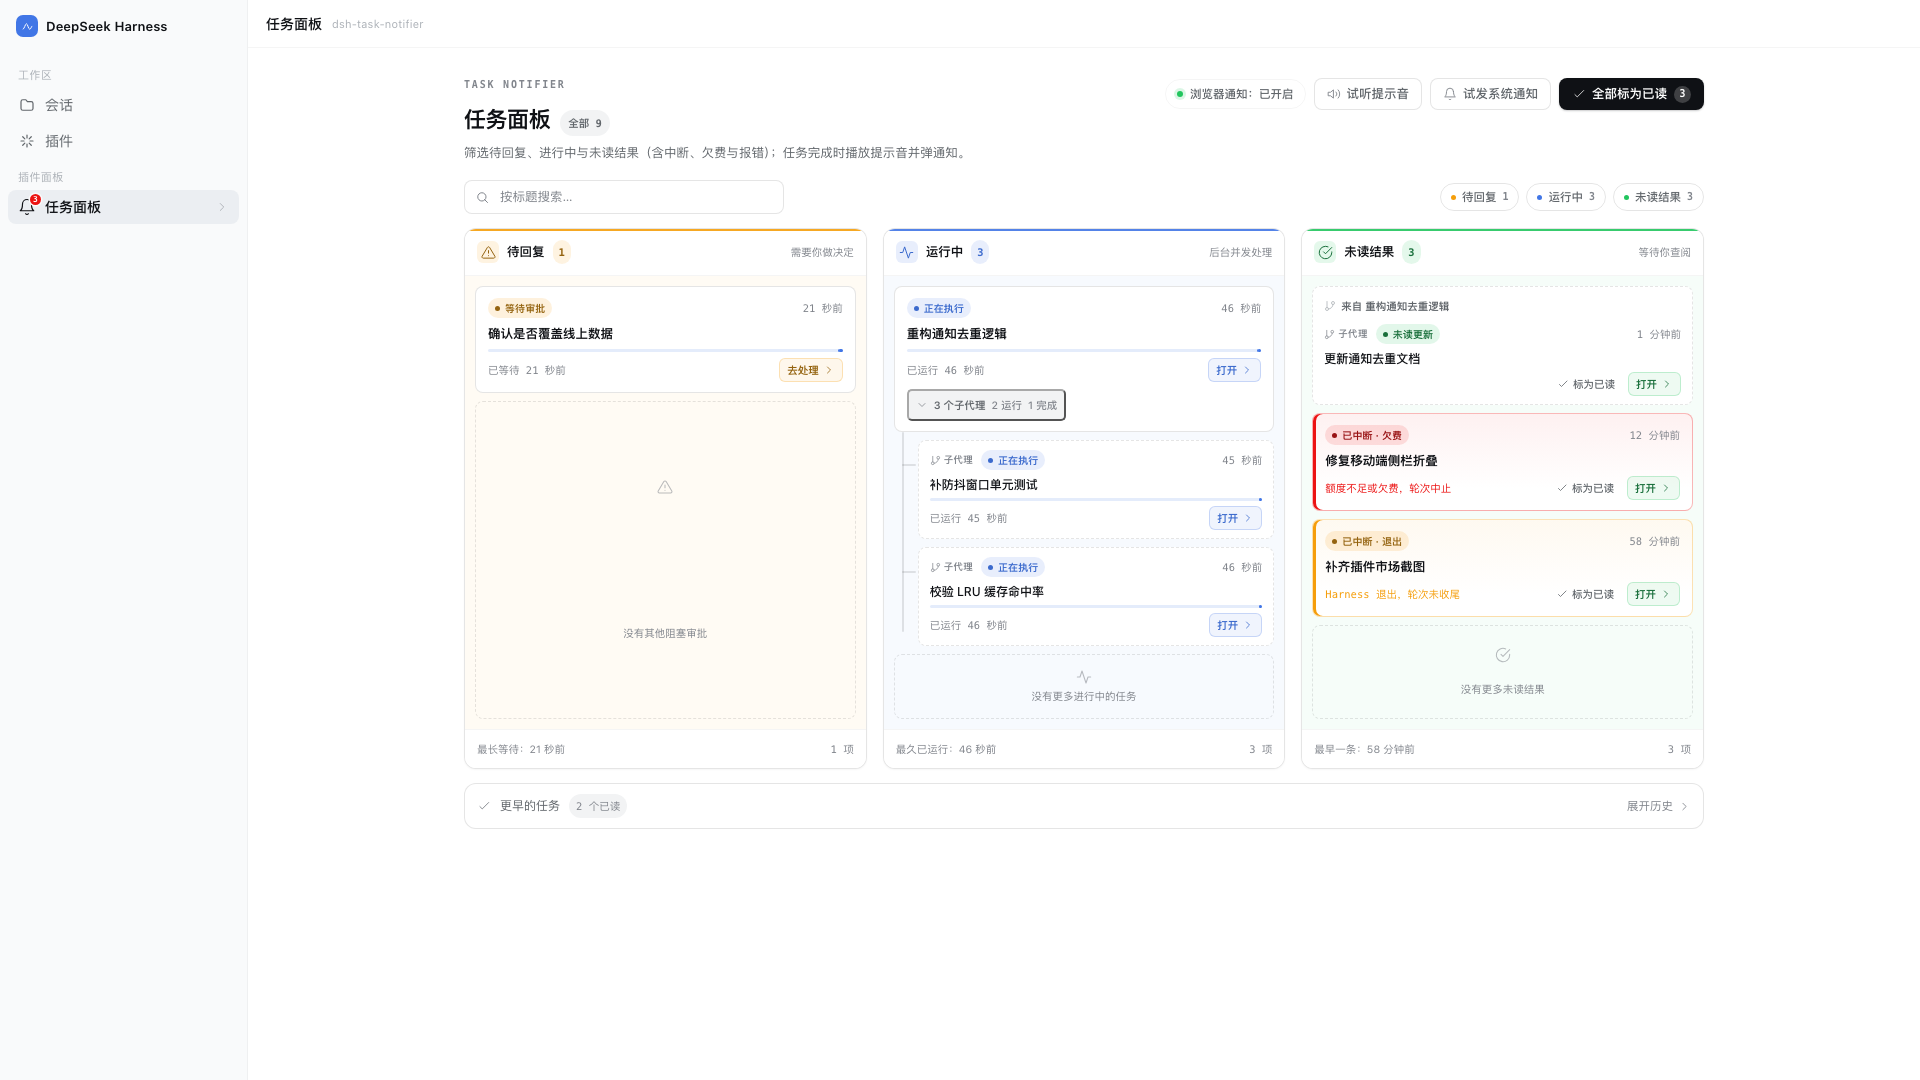 DeepSeek Harness
工作区
会话
插件
插件面板
3
任务面板
任务面板 dsh-task-notifier
TASK NOTIFIER
任务面板 全部 9
筛选待回复、进行中与未读结果（含中断、欠费与报错）；任务完成时播放提示音并弹通知。
浏览器通知：已开启
试听提示音
试发系统通知
全部标为已读 3
按标题搜索...
待回复 1
运行中 3
未读结果 3
待回复 1 需要你做决定
等待审批 21 秒前
确认是否覆盖线上数据
已等待 21 秒前 去处理
没有其他阻塞审批
最长等待：21 秒前 1 项
运行中 3 后台并发处理
正在执行 46 秒前
重构通知去重逻辑
已运行 46 秒前 打开
3 个子代理 2 运行 1 完成
子代理 正在执行 45 秒前
补防抖窗口单元测试
已运行 45 秒前 打开
子代理 正在执行 46 秒前
校验 LRU 缓存命中率
已运行 46 秒前 打开
没有更多进行中的任务
最久已运行：46 秒前 3 项
未读结果 3 等待你查阅
来自 重构通知去重逻辑
子代理 未读更新 1 分钟前
更新通知去重文档
标为已读 打开
已中断 · 欠费 12 分钟前
修复移动端侧栏折叠
额度不足或欠费，轮次中止 标为已读 打开
已中断 · 退出 58 分钟前
补齐插件市场截图
Harness 退出，轮次未收尾 标为已读 打开
没有更多未读结果
最早一条：58 分钟前 3 项
更早的任务 2 个已读 展开历史